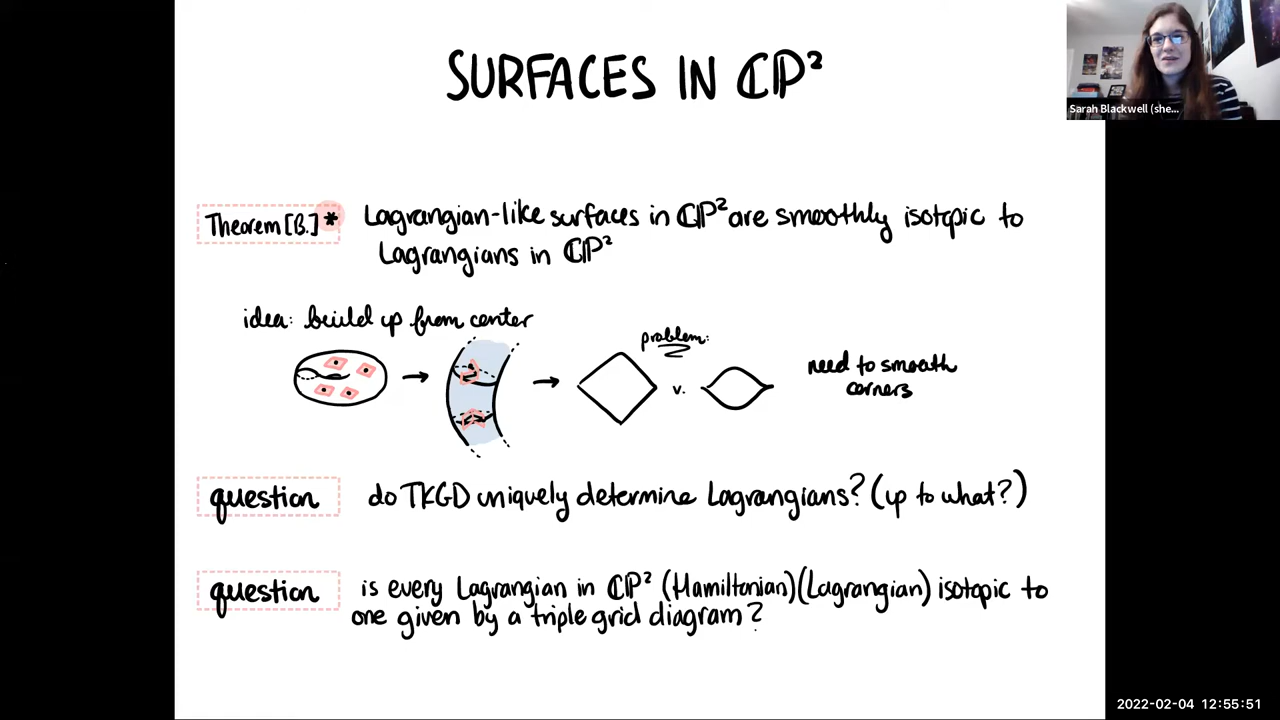 SURFACES IN ℂℙ²
Sarah Blackwell (she...
Theorem [B.] * Lagrangian-like surfaces in ℂℙ² are smoothly isotopic to
Lagrangians in ℂℙ²
idea: build up from center
problem:
v.
need to smooth
corners
question do TKGD uniquely determine Lagrangians? (up to what?)
question is every Lagrangian in ℂℙ² (Hamiltonian)(Lagrangian) isotopic to
one given by a triple grid diagram?
2022-02-04 12:55:51